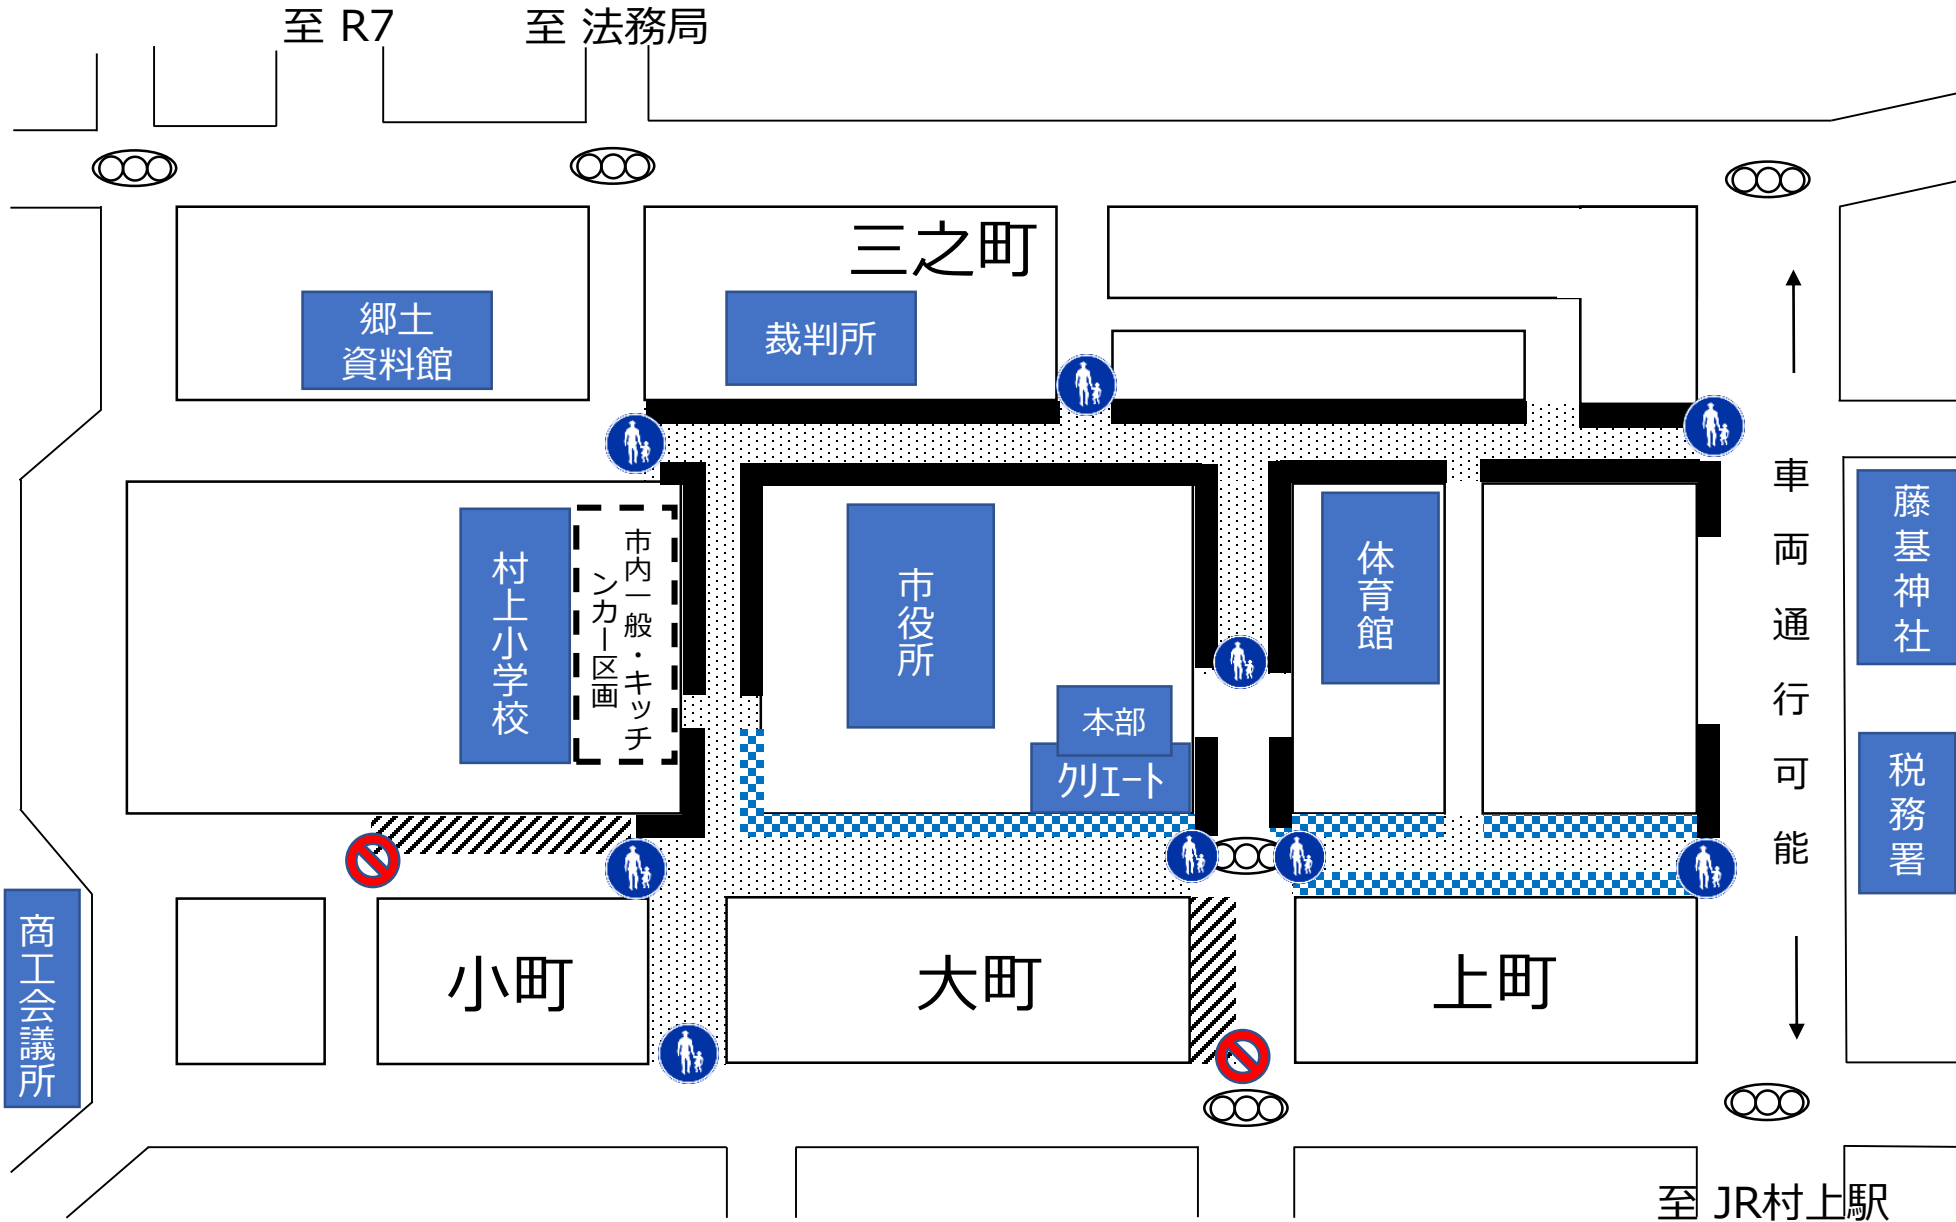 至 R7
至 法務局
三之町
郷土
資料館
裁判所
村上小学校
市内一般・キッチ
ンカー区画
市役所
本部
クリエート
体育館
車両通行可能
藤基神社
税務署
商工会議所
小町
大町
上町
至 JR村上駅